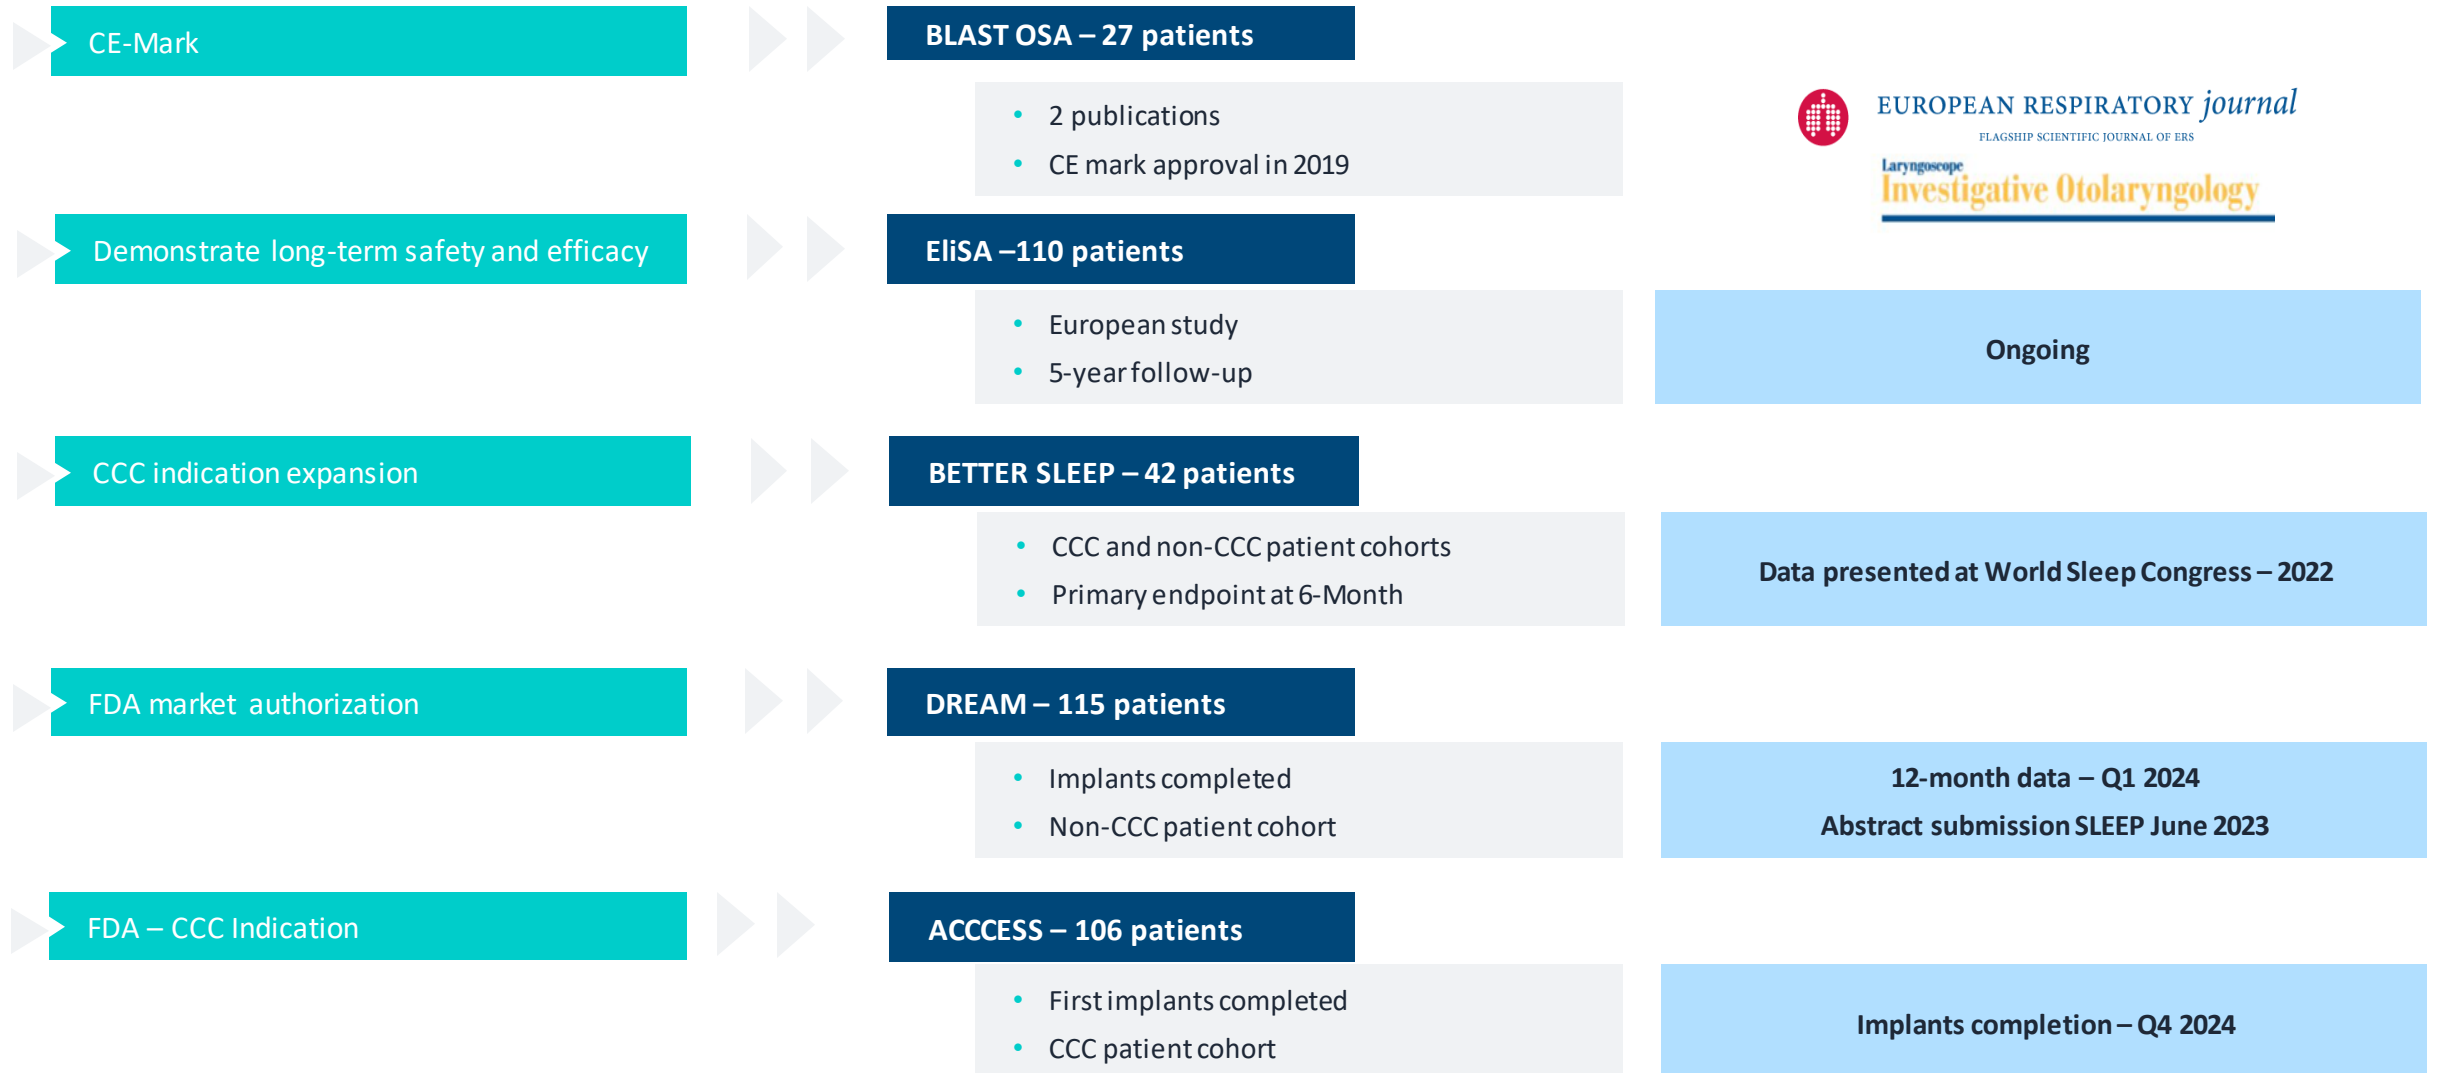 CE-Mark
BLAST OSA – 27 patients
• 2 publications
• CE mark approval in 2019
EUROPEAN RESPIRATORY journal
FLAGSHIP SCIENTIFIC JOURNAL OF ERS
Laryngoscope
Investigative Otolaryngology
Demonstrate long-term safety and efficacy
EliSA –110 patients
• European study
• 5-year follow-up
Ongoing
CCC indication expansion
BETTER SLEEP – 42 patients
• CCC and non-CCC patient cohorts
• Primary endpoint at 6-Month
Data presented at World Sleep Congress – 2022
FDA market authorization
DREAM – 115 patients
• Implants completed
• Non-CCC patient cohort
12-month data – Q1 2024
Abstract submission SLEEP June 2023
FDA – CCC Indication
ACCCESS – 106 patients
• First implants completed
• CCC patient cohort
Implants completion – Q4 2024